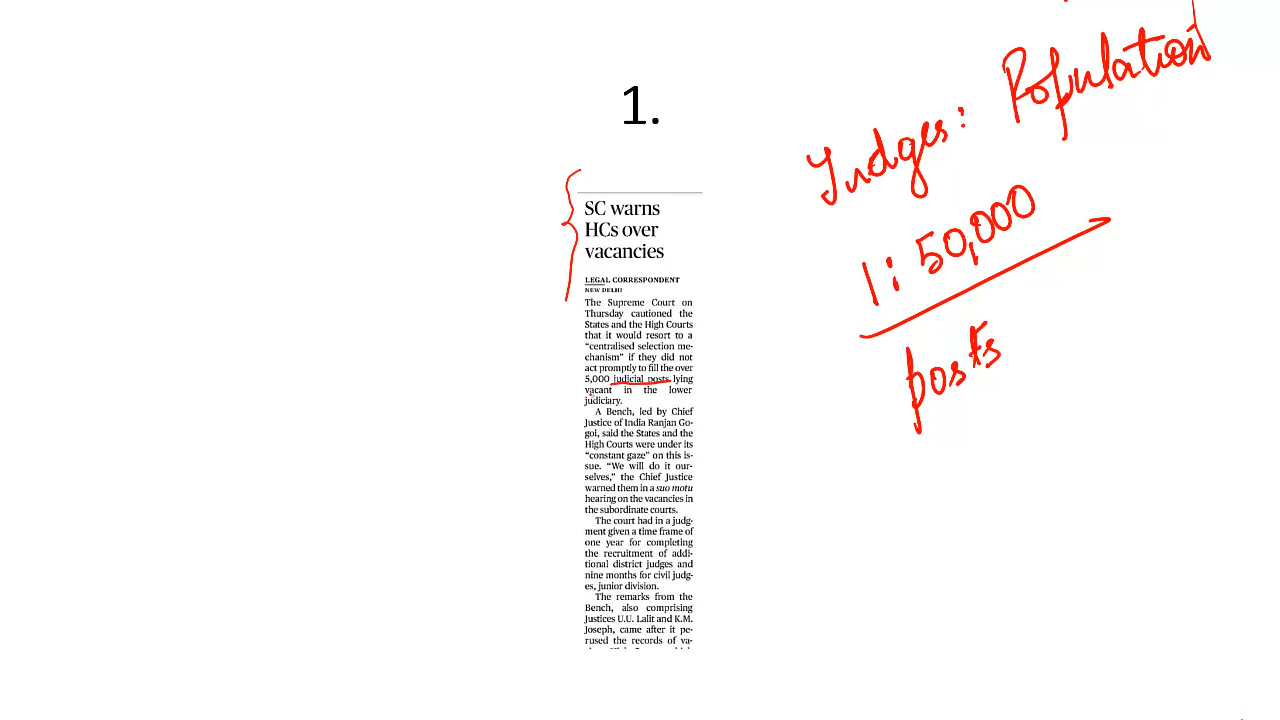 1.
SC warns
HCs over
vacancies
LEGAL CORRESPONDENT
NEW DELHI
The Supreme Court on
Thursday cautioned the
States and the High Courts
that it would resort to a
“centralised selection me-
chanism” if they did not
act promptly to fill the over
5,000 judicial posts lying
vacant in the lower
judiciary.
A Bench, led by Chief
Justice of India Ranjan Go-
goi, said the States and the
High Courts were under its
“constant gaze” on this is-
sue. “We will do it our-
selves,” the Chief Justice
warned them in a suo motu
hearing on the vacancies in
the subordinate courts.
The court had in a judg-
ment given a time frame of
one year for completing
the recruitment of addi-
tional district judges and
nine months for civil judg-
es, junior division.
The remarks from the
Bench, also comprising
Justices U.U. Lalit and K.M.
Joseph, came after it pe-
rused the records of va-
Judges: Population
1: 50,000
posts